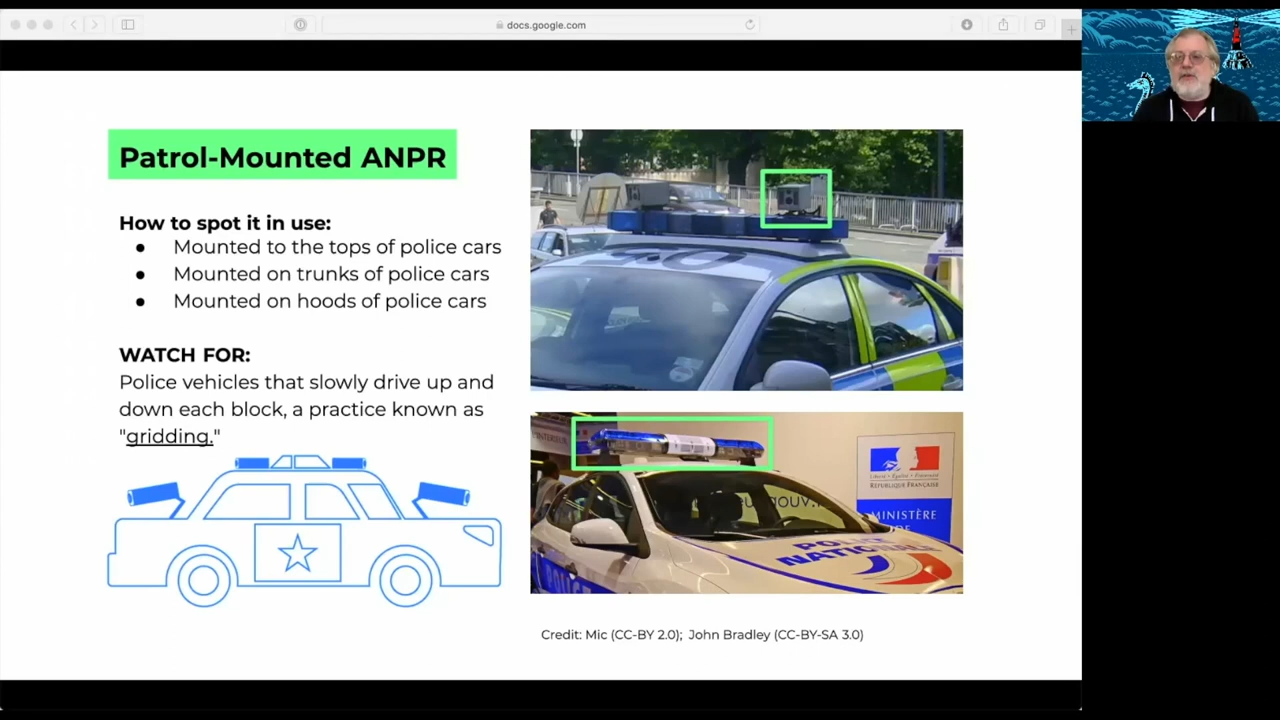 docs.google.com
Patrol-Mounted ANPR
How to spot it in use:
● Mounted to the tops of police cars
● Mounted on trunks of police cars
● Mounted on hoods of police cars
WATCH FOR:
Police vehicles that slowly drive up and
down each block, a practice known as
"gridding."
RÉPUBLIQUE FRANÇAISE
MINISTÈRE
POLICE
NATIONALE
Credit: Mic (CC-BY 2.0); John Bradley (CC-BY-SA 3.0)